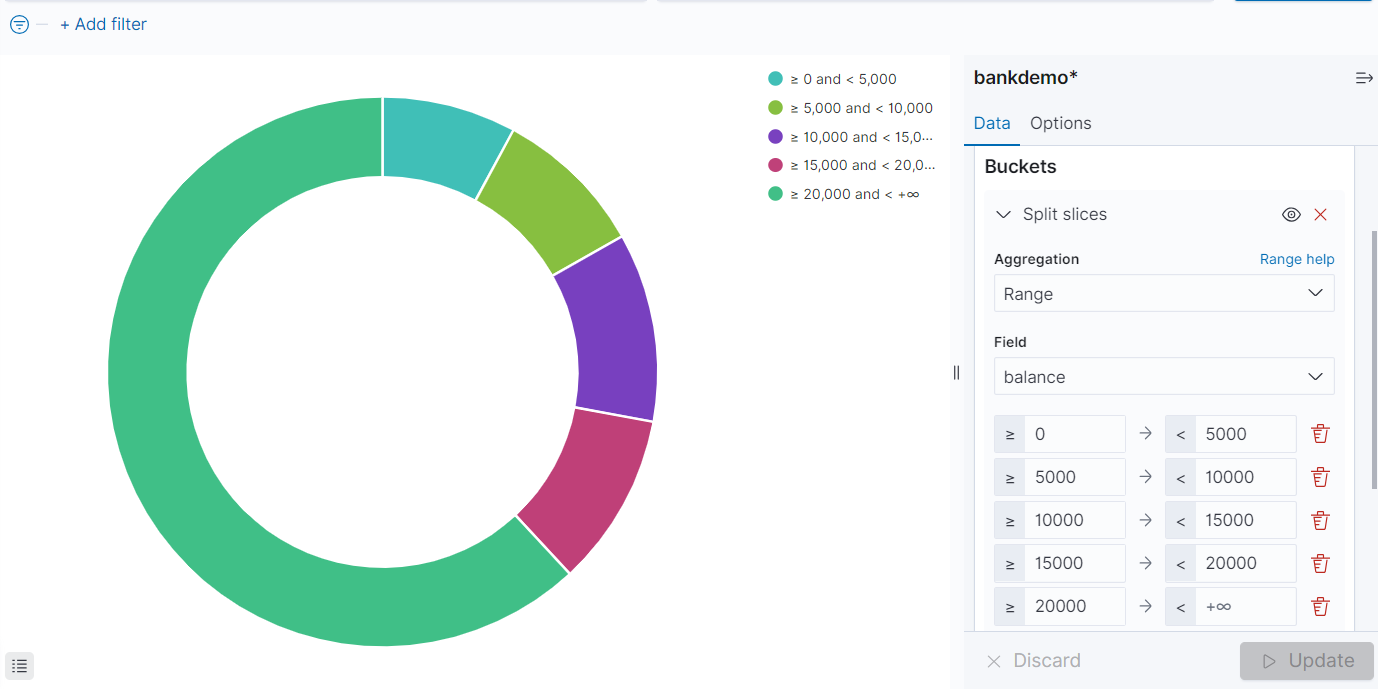 + Add filter
≥ 0 and < 5,000
≥ 5,000 and < 10,000
≥ 10,000 and < 15,0...
≥ 15,000 and < 20,0...
≥ 20,000 and < +∞
bankdemo*
Data Options
Buckets
Split slices
Aggregation Range help
Range
Field
balance
≥ 0 → < 5000
≥ 5000 → < 10000
≥ 10000 → < 15000
≥ 15000 → < 20000
≥ 20000 → < +∞
Discard Update